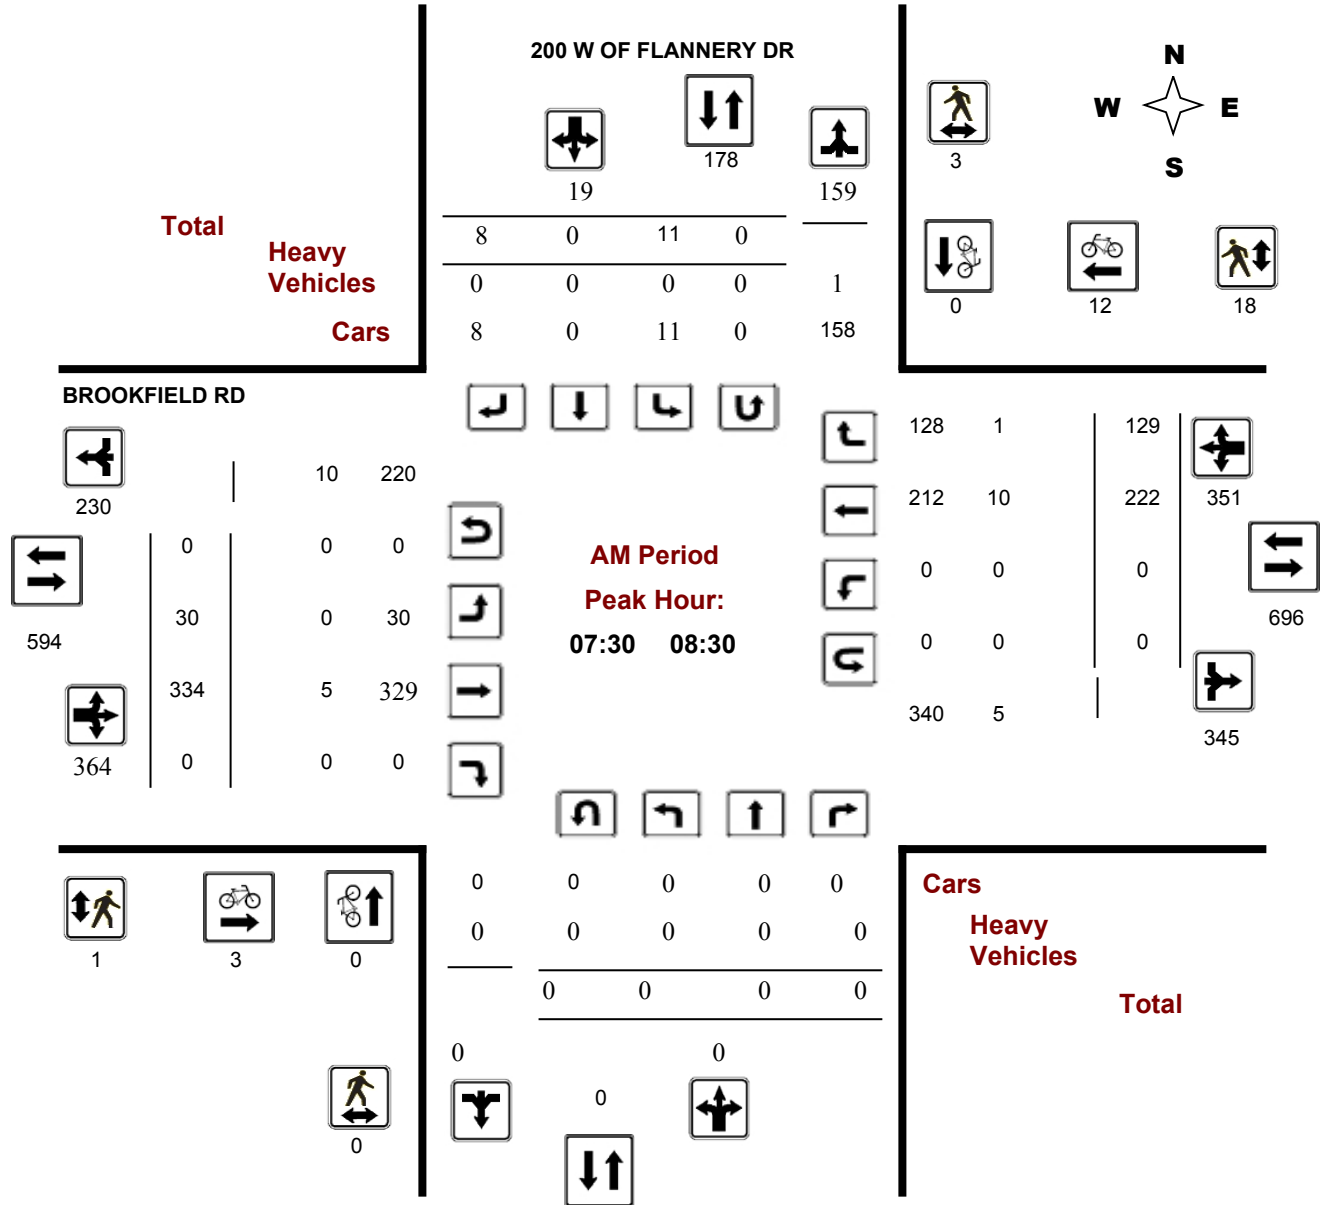 200 W OF FLANNERY DR
N
W E
S
178
3
19 159
Total
8 0 11 0
Heavy
Vehicles
0 0 0 0 1
0 12 18
Cars
8 0 11 0 158
BROOKFIELD RD
128 1 129
10 220
230
212 10 222 351
0 0 0
AM Period
0 0 0
Peak Hour:
30 0 30
696
594
07:30 08:30
0 0 0
334 5 329
340 5
345
364
0 0 0
0 0 0 0 0
Cars
0 0 0 0 0
Heavy
Vehicles
1 3 0
0 0 0 0
Total
0 0
0
0